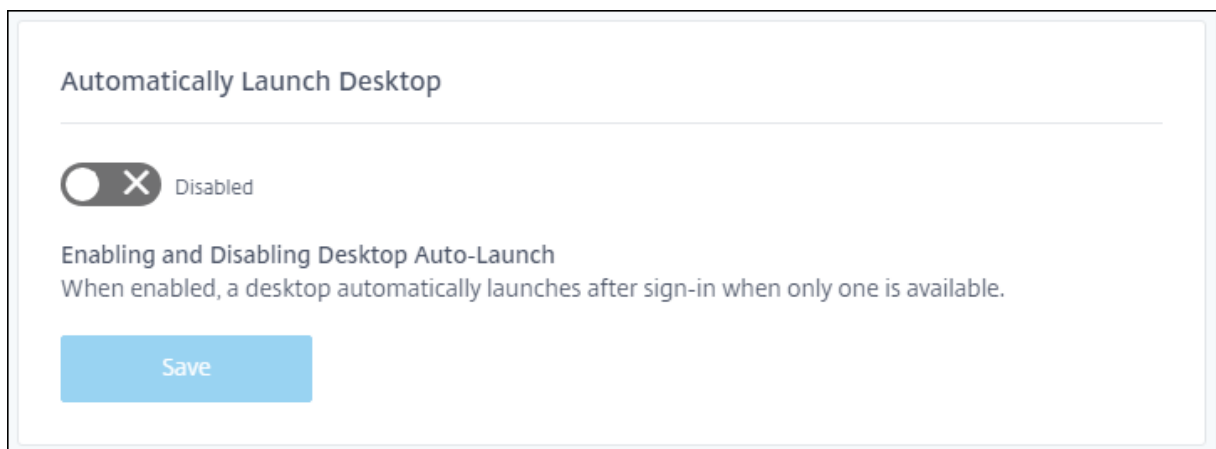 Automatically Launch Desktop
Disabled
Enabling and Disabling Desktop Auto-Launch
When enabled, a desktop automatically launches after sign-in when only one is available.
Save